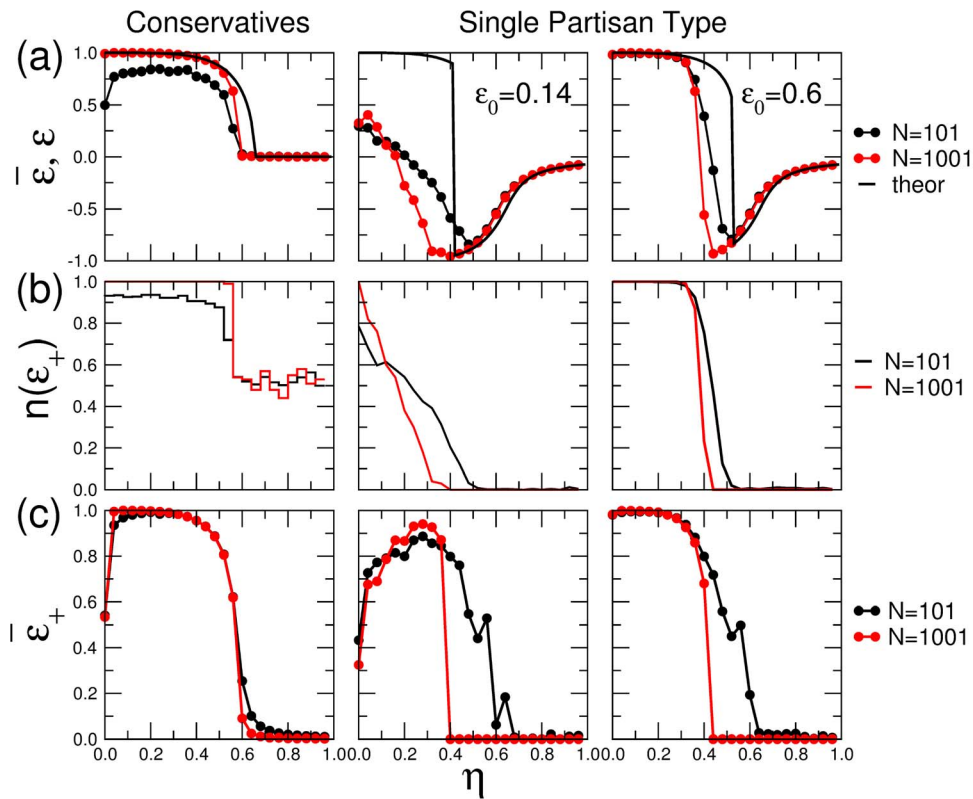 Conservatives
Single Partisan Type
(a)
ε̄, ε
1.0
0.5
0.0
-0.5
-1.0
ε₀=0.14
ε₀=0.6
N=101
N=1001
theor
(b)
n(ε₊)
1.0
0.8
0.6
0.4
0.2
0.0
N=101
N=1001
(c)
ε̄₊
1.0
0.8
0.6
0.4
0.2
0.0
N=101
N=1001
0.0 0.2 0.4 0.6 0.8 0.0 0.2 0.4 0.6 0.8 0.0 0.2 0.4 0.6 0.8 1.0
η